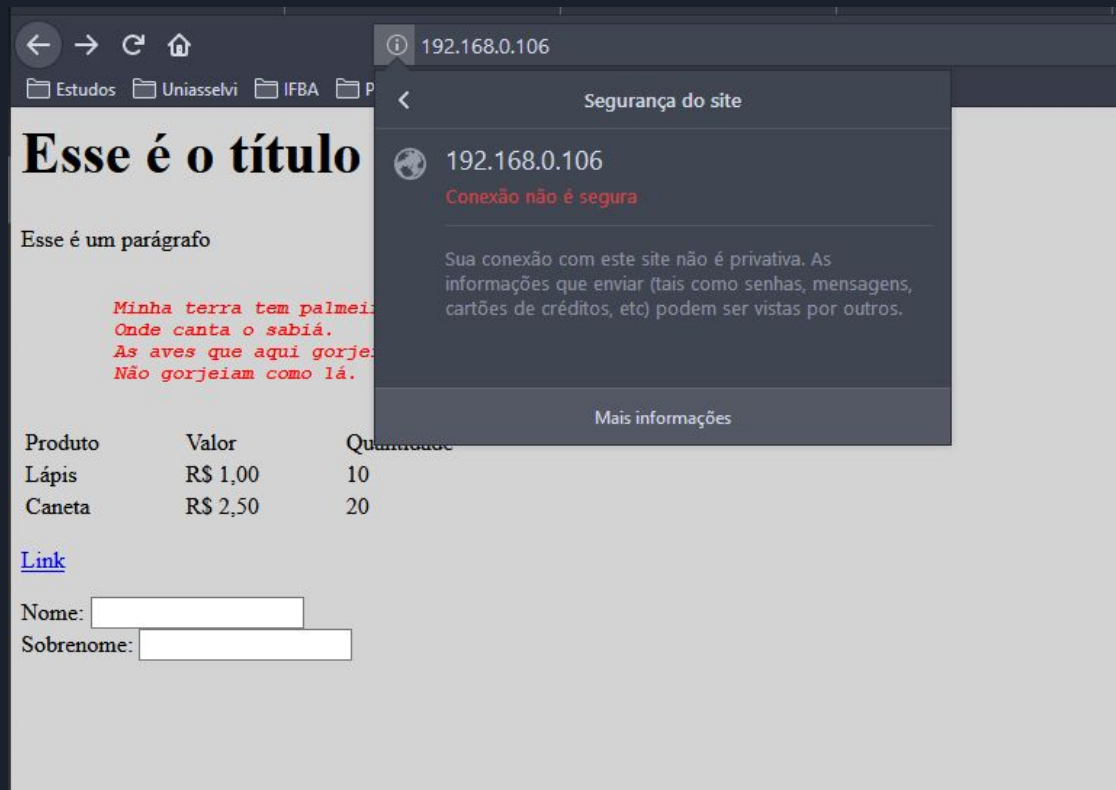 192.168.0.106
Estudos Uniasselvi IFBA P
Segurança do site
192.168.0.106
Conexão não é segura
Sua conexão com este site não é privativa. As
informações que enviar (tais como senhas, mensagens,
cartões de créditos, etc) podem ser vistas por outros.
Mais informações
Esse é o título
Esse é um parágrafo
Minha terra tem palmei
Onde canta o sabiá.
As aves que aqui gorje
Não gorjeiam como lá.
Produto Valor Quantidade
Lápis R$ 1,00 10
Caneta R$ 2,50 20
Link
Nome:
Sobrenome: